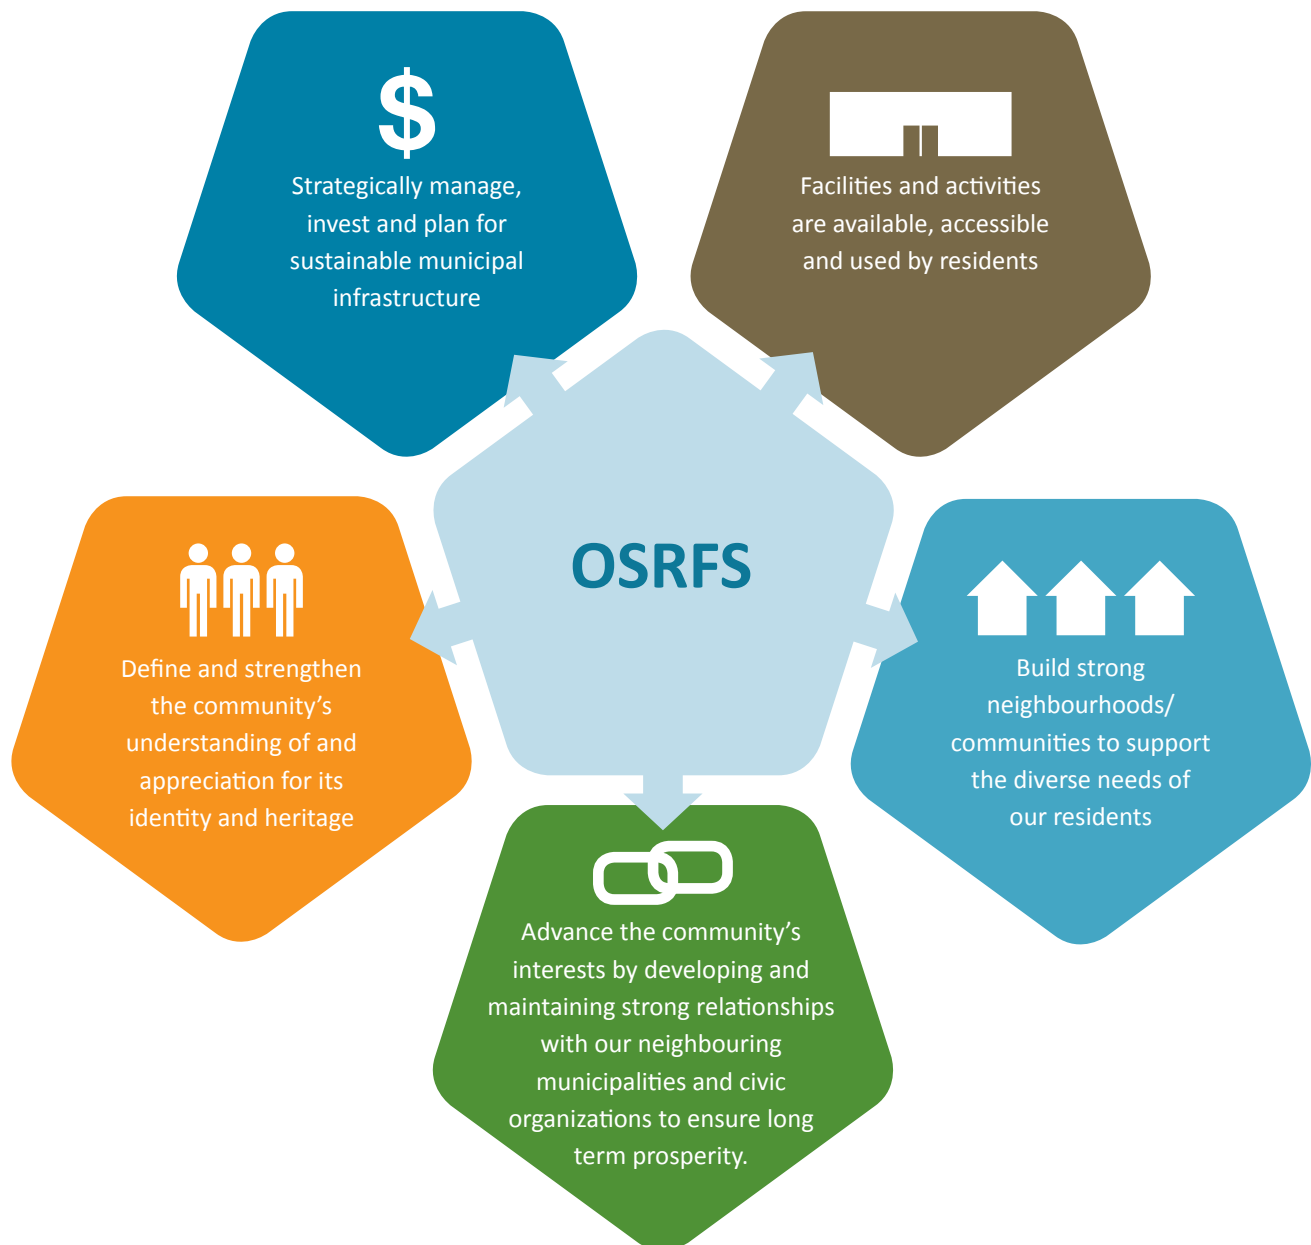 $
Strategically manage,
invest and plan for
sustainable municipal
infrastructure
Facilities and activities
are available, accessible
and used by residents
OSRFS
Define and strengthen
the community’s
understanding of and
appreciation for its
identity and heritage
Build strong
neighbourhoods/
communities to support
the diverse needs of
our residents
Advance the community’s
interests by developing and
maintaining strong relationships
with our neighbouring
municipalities and civic
organizations to ensure long
term prosperity.